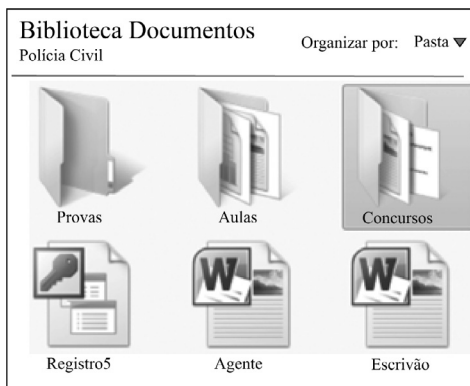 Biblioteca Documentos
Polícia Civil
Organizar por: Pasta
Provas Aulas Concursos
W W
Registro5 Agente Escrivão